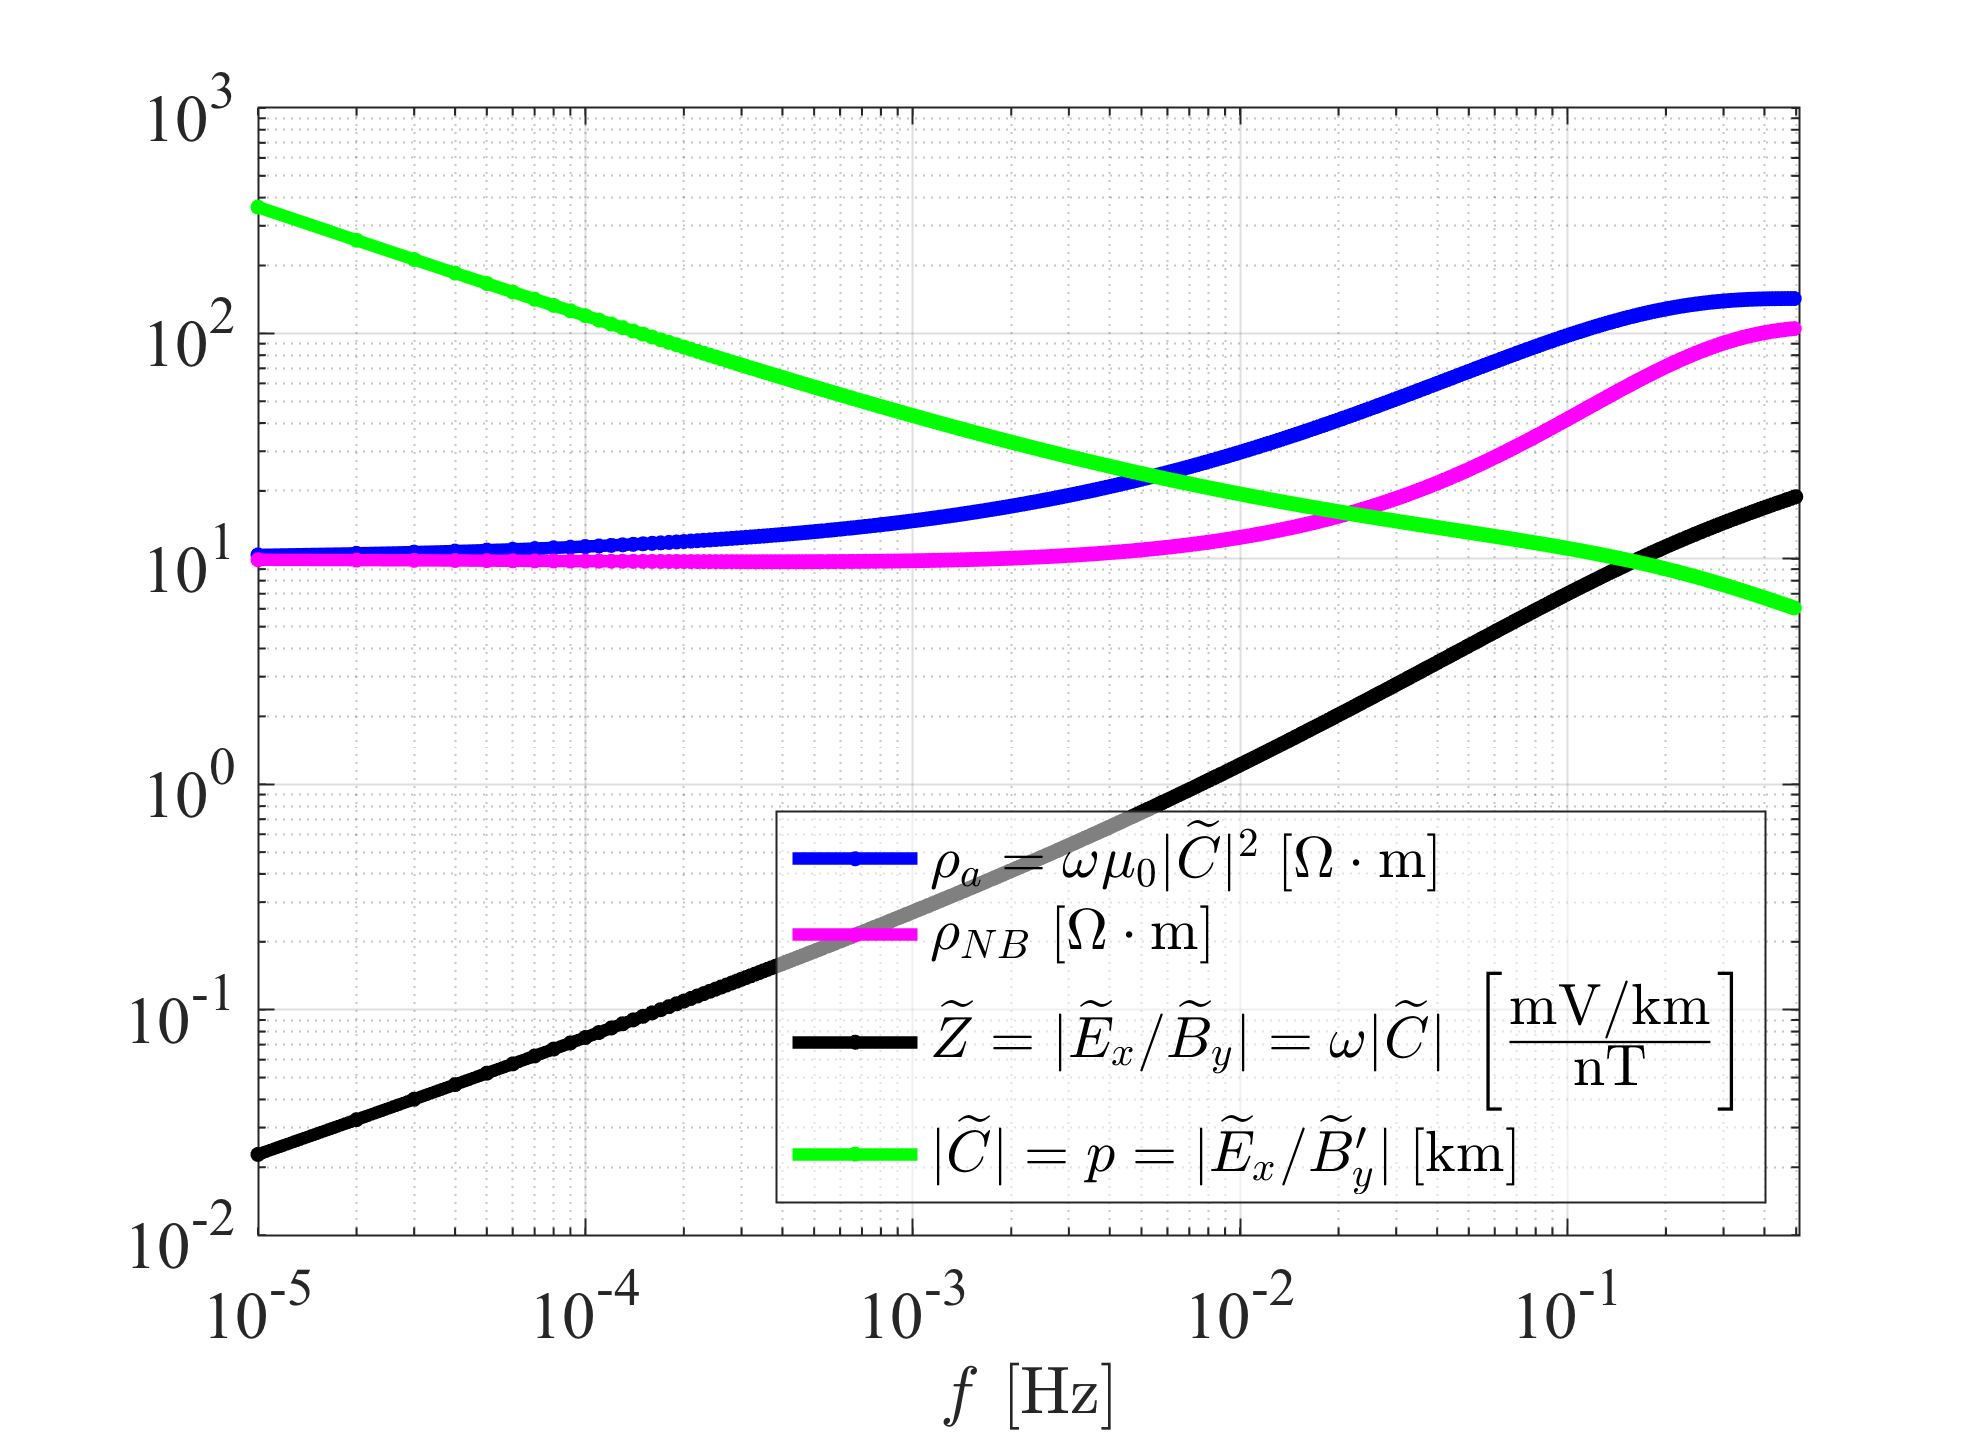 10^3
10^2
10^1
10^0
10^-1
10^-2
ρ_a = ωμ_0|C̃|^2 [Ω · m]
ρ_NB [Ω · m]
Z̃ = |Ẽ_x/B̃_y| = ω|C̃| [mV/km / nT]
|C̃| = p = |Ẽ_x/B̃′_y| [km]
10^-5 10^-4 10^-3 10^-2 10^-1
f [Hz]